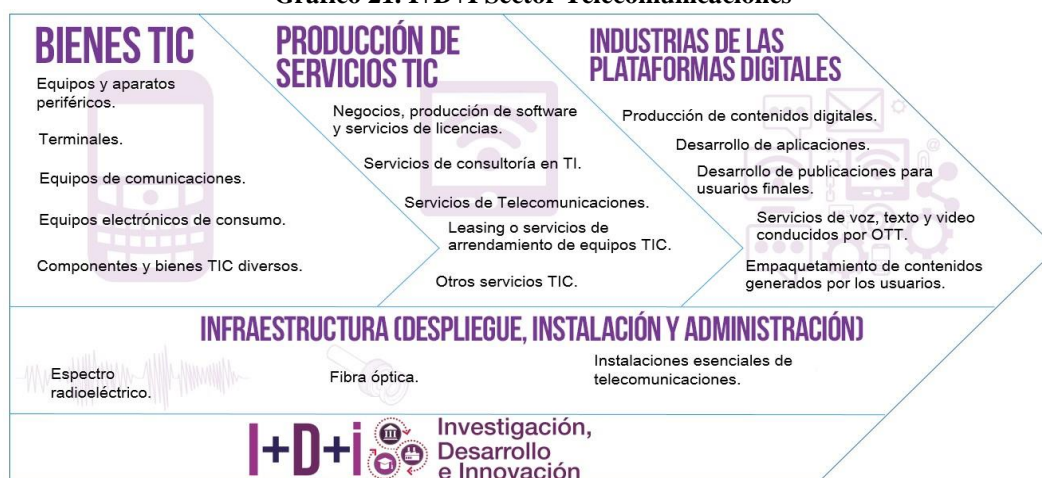 Gráfico 21. I+D+I Sector Telecomunicaciones
BIENES TIC
Equipos y aparatos
periféricos.
Terminales.
Equipos de comunicaciones.
Equipos electrónicos de consumo.
Componentes y bienes TIC diversos.
PRODUCCIÓN DE
SERVICIOS TIC
Negocios, producción de software
y servicios de licencias.
Servicios de consultoría en TI.
Servicios de Telecomunicaciones.
Leasing o servicios de
arrendamiento de equipos TIC.
Otros servicios TIC.
INDUSTRIAS DE LAS
PLATAFORMAS DIGITALES
Producción de contenidos digitales.
Desarrollo de aplicaciones.
Desarrollo de publicaciones para
usuarios finales.
Servicios de voz, texto y video
conducidos por OTT.
Empaquetamiento de contenidos
generados por los usuarios.
INFRAESTRUCTURA (DESPLIEGUE, INSTALACIÓN Y ADMINISTRACIÓN)
Espectro
radioeléctrico.
Fibra óptica.
Instalaciones esenciales de
telecomunicaciones.
I+D+i
Investigación,
Desarrollo
e Innovación